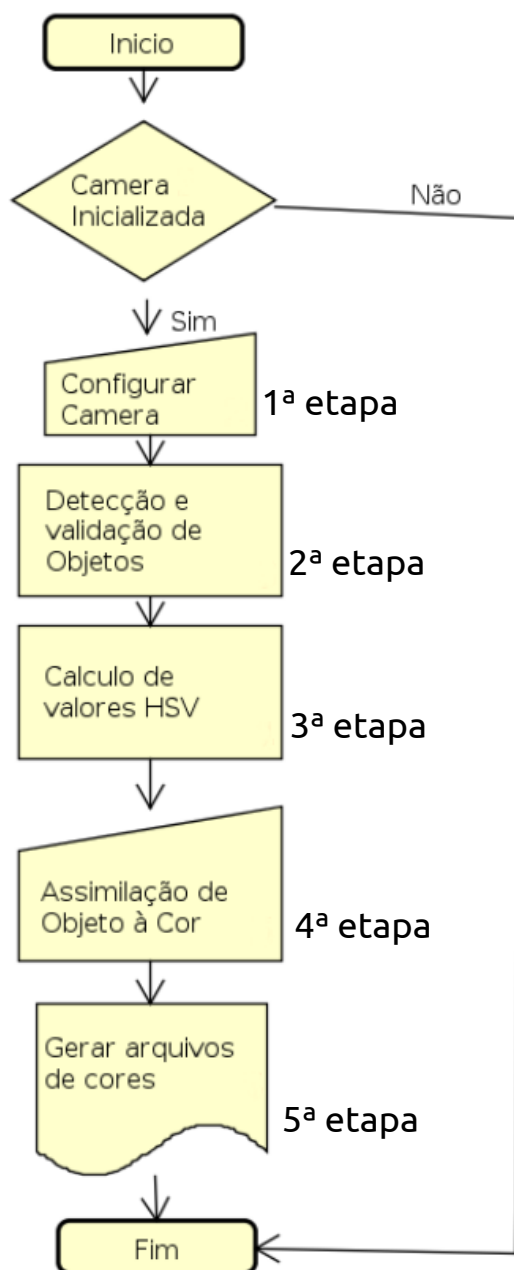 Inicio
Camera
Inicializada
Não
Sim
Configurar
Camera
1ª etapa
Detecção e
validação de
Objetos
2ª etapa
Calculo de
valores HSV
3ª etapa
Assimilação de
Objeto à Cor
4ª etapa
Gerar arquivos
de cores
5ª etapa
Fim